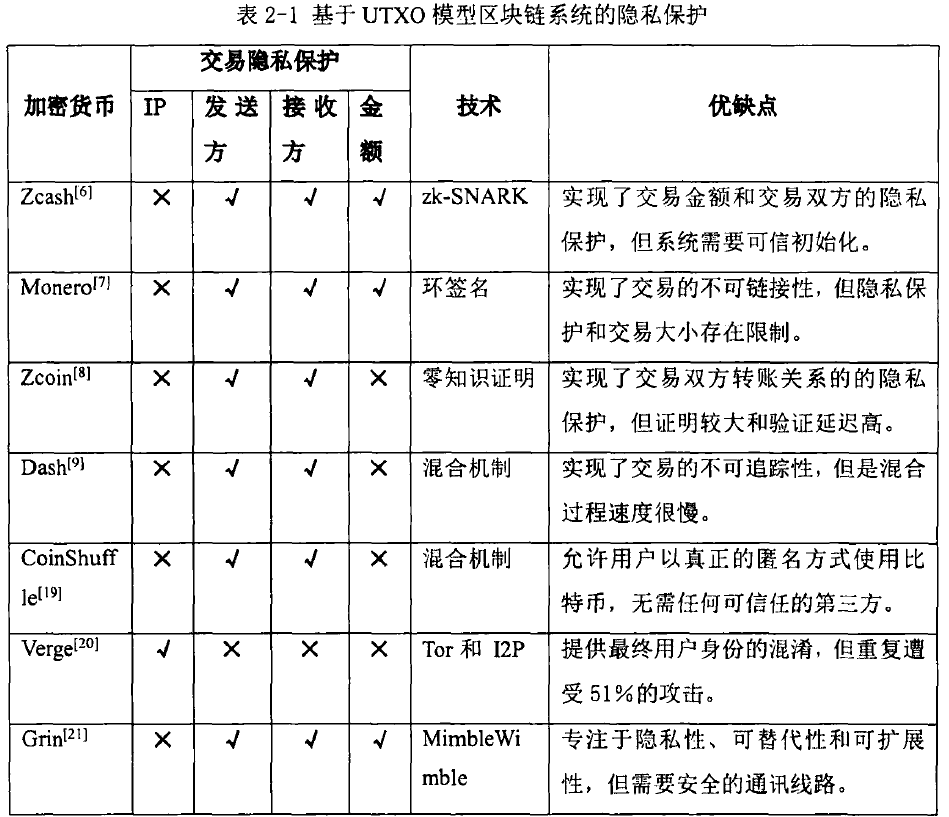 表 2-1 基于 UTXO 模型区块链系统的隐私保护
加密货币 交易隐私保护 技术 优缺点
IP 发送 接收 金
方 方 额
Zcash[6] × √ √ √ zk-SNARK 实现了交易金额和交易双方的隐私
保护，但系统需要可信初始化。
Monero[7] × √ √ √ 环签名 实现了交易的不可链接性，但隐私保
护和交易大小存在限制。
Zcoin[8] × √ √ × 零知识证明 实现了交易双方转账关系的的隐私
保护，但证明较大和验证延迟高。
Dash[9] × √ √ × 混合机制 实现了交易的不可追踪性，但是混合
过程速度很慢。
CoinShuff × √ √ × 混合机制 允许用户以真正的匿名方式使用比
le[19] 特币，无需任何可信任的第三方。
Verge[20] √ × × × Tor 和 I2P 提供最终用户身份的混淆，但重复遭
受 51%的攻击。
Grin[21] × √ √ √ MimbleWi 专注于隐私性、可替代性和可扩展
mble 性，但需要安全的通讯线路。